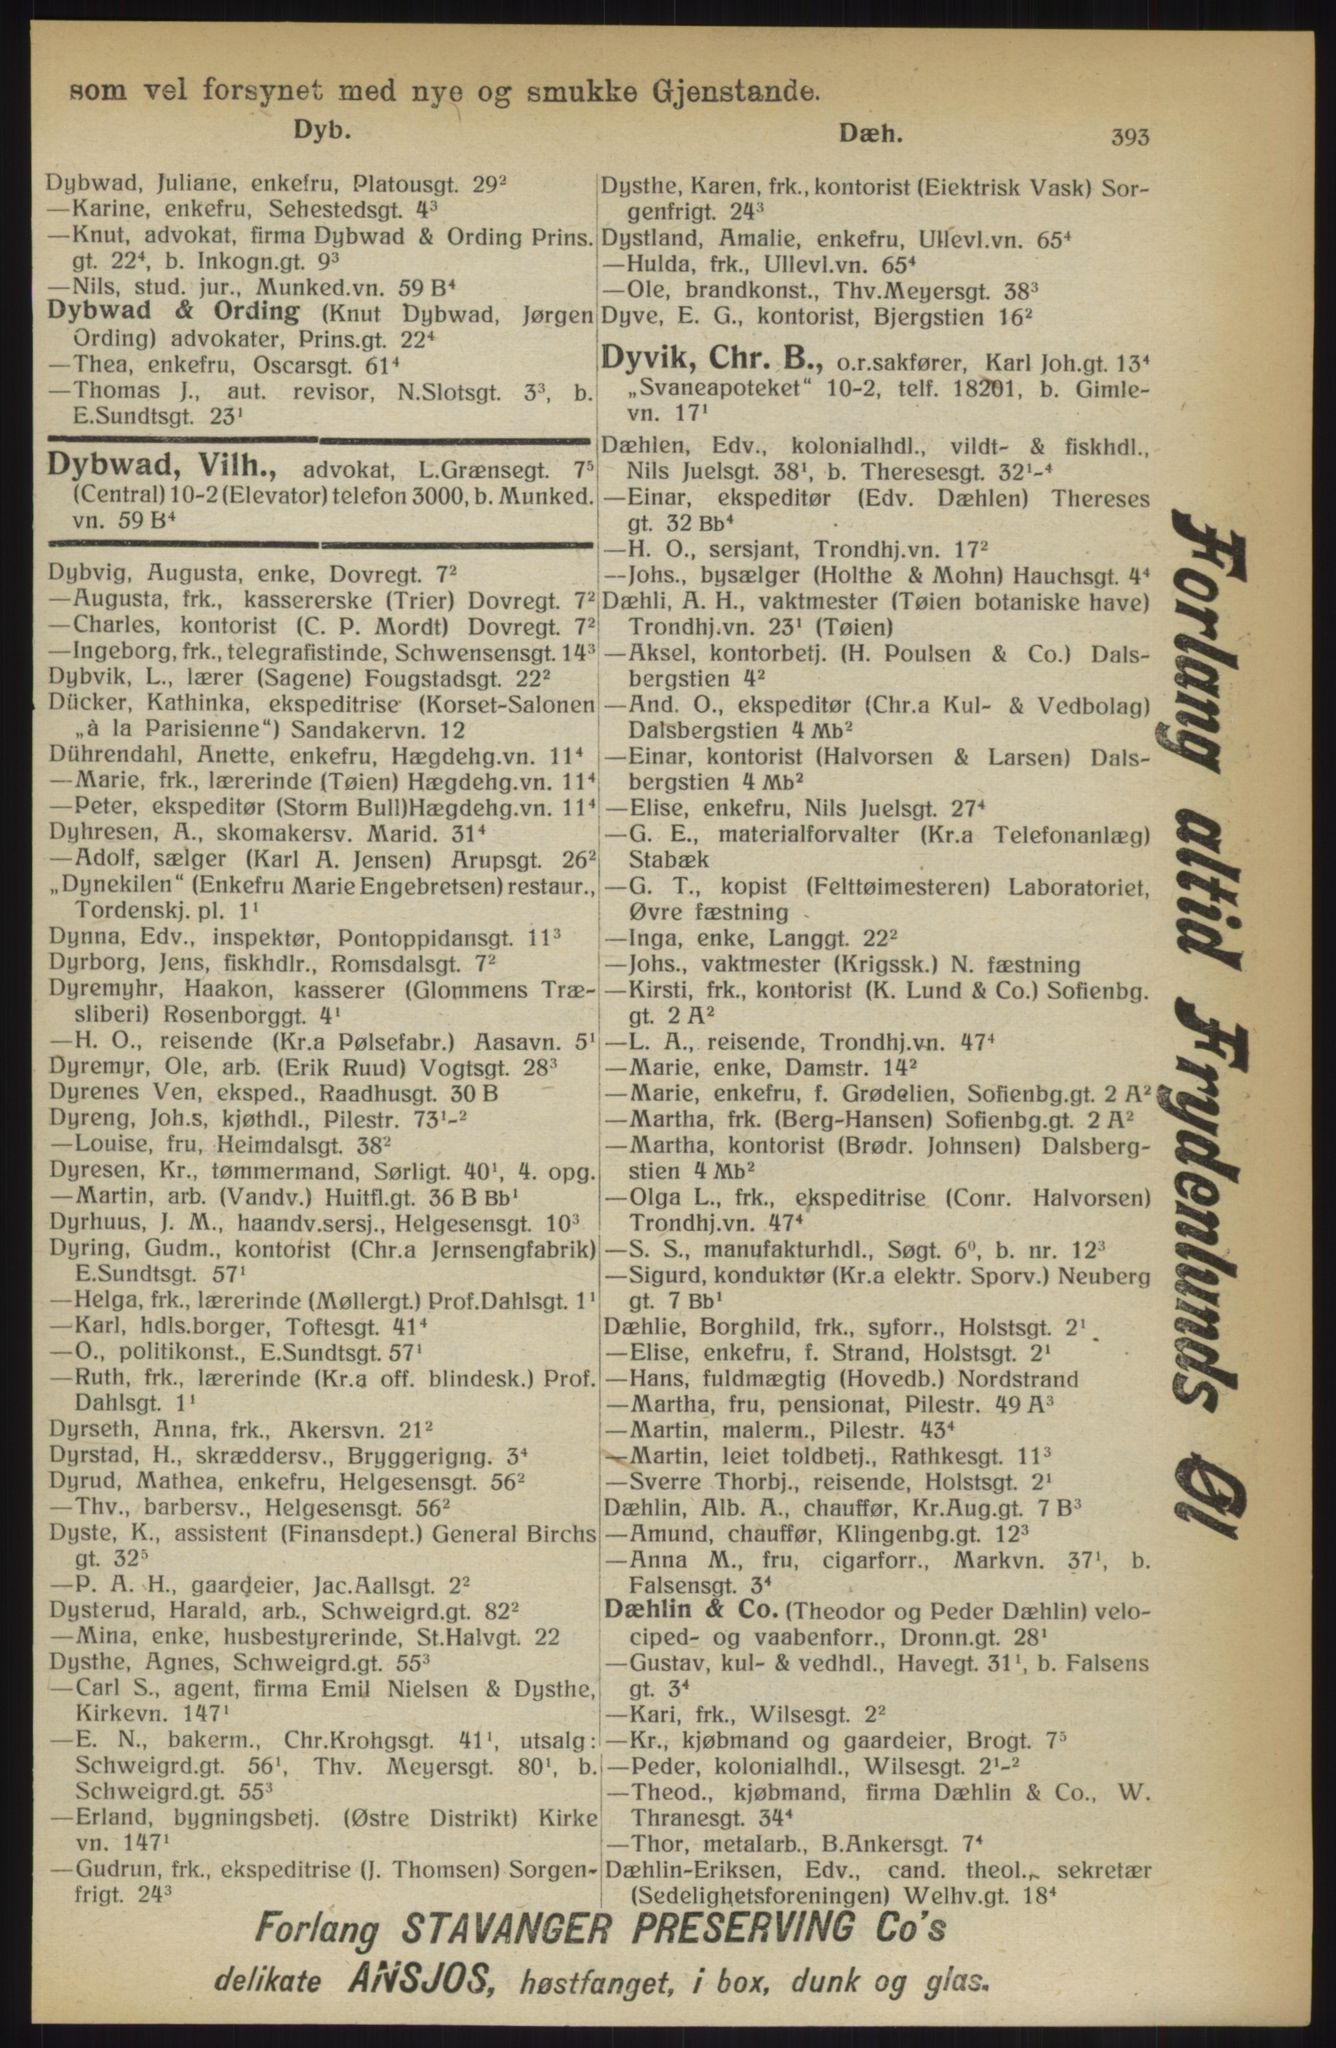 som vel forsynet med nye og smukke Gjenstande.
Dyb.
Dæh.
393
Dybwad, Juliane, enkefru, Platousgt. 29²
—Karine, enkefru, Sehestedsgt. 4³
—Knut, advokat, firma Dybwad & Ording Prins.
gt. 22⁴, b. Inkogn.gt. 9³
—Nils, stud. jur., Munked.vn. 59 B⁴
Dybwad & Ording (Knut Dybwad, Jørgen
Ording) advokater, Prins.gt. 22⁴
—Thea, enkefru, Oscarsgt. 61⁴
—Thomas J., aut. revisor, N.Slotsgt. 3³, b.
E.Sundtsgt. 23¹
Dybwad, Vilh., advokat, L.Grænsegt. 7⁵
(Central) 10-2 (Elevator) telefon 3000, b. Munked.
vn. 59 B⁴
Dybvig, Augusta, enke, Dovregt. 7²
—Augusta, frk., kassererske (Trier) Dovregt. 7²
—Charles, kontorist (C. P. Mordt) Dovregt. 7²
—Ingeborg, frk., telegrafistinde, Schwensensgt. 14³
Dybvik, L., lærer (Sagene) Fougstadsgt. 22²
Dücker, Kathinka, ekspeditrise (Korset-Salonen
„à la Parisienne“) Sandakervn. 12
Dührendahl, Anette, enkefru, Hægdehg.vn. 11⁴
—Marie, frk., lærerinde (Tøien) Hægdehg.vn. 11⁴
—Peter, ekspeditør (Storm Bull)Hægdehg.vn. 11⁴
Dyhresen, A., skomakersv. Marid. 31⁴
—Adolf, sælger (Karl A. Jensen) Arupsgt. 26²
„Dynekilen“ (Enkefru Marie Engebretsen) restaur.,
Tordenskj. pl. 1¹
Dynna, Edv., inspektør, Pontoppidansgt. 11³
Dyrborg, Jens, fiskhdlr., Romsdalsgt. 7²
Dyremyhr, Haakon, kasserer (Glommens Træ-
sliberi) Rosenborggt. 4¹
—H. O., reisende (Kr.a Pølsefabr.) Aasavn. 5¹
Dyremyr, Ole, arb. (Erik Ruud) Vogtsgt. 28³
Dyrenes Ven, eksped., Raadhusgt. 30 B
Dyreng, Joh.s, kjøthdl., Pilestr. 73¹-²
—Louise, fru, Heimdalsgt. 38²
Dyresen, Kr., tømmermand, Sørligt. 40¹, 4. opg.
—Martin, arb. (Vandv.) Huitfl.gt. 36 B Bb¹
Dyrhuus, J. M., haandv.sersj., Helgesensgt. 10³
Dyring, Gudm., kontorist (Chr.a Jernsengfabrik)
E.Sundtsgt. 57¹
—Helga, frk., lærerinde (Møllergt.) Prof.Dahlsgt. 1¹
—Karl, hdls.borger, Toftesgt. 41⁴
—O., politikonst., E.Sundtsgt. 57¹
—Ruth, frk., lærerinde (Kr.a off. blindesk.) Prof.
Dahlsgt. 1¹
Dyrseth, Anna, frk., Akersvn. 21²
Dyrstad, H., skræddersv., Bryggerigng. 3⁴
Dyrud, Mathea, enkefru, Helgesensgt. 56²
—Thv., barbersv., Helgesensgt. 56²
Dyste, K., assistent (Finansdept.) General Birchs
gt. 32⁵
—P. A. H., gaardeier, Jac.Aallsgt. 2²
Dysterud, Harald, arb., Schweigrd.gt. 82²
—Mina, enke, husbestyrerinde, St.Halvgt. 22
Dysthe, Agnes, Schweigrd.gt. 55³
—Carl S., agent, firma Emil Nielsen & Dysthe,
Kirkevn. 147¹
—E. N., bakerm., Chr.Krohgsgt. 41¹, utsalg:
Schweigrd.gt. 56¹, Thv. Meyersgt. 80¹, b.
Schweigrd.gt. 55³
—Erland, bygningsbetj. (Østre Distrikt) Kirke
vn. 147¹
—Gudrun, frk., ekspeditrise (J. Thomsen) Sorgen-
frigt. 24³
Dysthe, Karen, frk., kontorist (Eiektrisk Vask) Sor-
genfrigt. 24³
Dystland, Amalie, enkefru, Ullevl.vn. 65⁴
—Hulda, frk., Ullevl.vn. 65⁴
—Ole, brandkonst., Thv.Meyersgt. 38³
Dyve, E. G., kontorist, Bjergstien 16²
Dyvik, Chr. B., o.r.sakfører, Karl Joh.gt. 13⁴
„Svaneapoteket“ 10-2, telf. 18201, b. Gimle-
vn. 17¹
Dæhlen, Edv., kolonialhdl., vildt- & fiskhdl.,
Nils Juelsgt. 38¹, b. Theresesgt. 32¹-⁴
—Einar, ekspeditør (Edv. Dæhlen) Thereses
gt. 32 Bb⁴
—H. O., sersjant, Trondhj.vn. 17²
--Johs., bysælger (Holthe & Mohn) Hauchsgt. 4⁴
Dæhli, A. H., vaktmester (Tøien botaniske have)
Trondhj.vn. 23¹ (Tøien)
—Aksel, kontorbetj. (H. Poulsen & Co.) Dals-
bergstien 4²
—And. O., ekspeditør (Chr.a Kul- & Vedbolag)
Dalsbergstien 4 Mb²
—Einar, kontorist (Halvorsen & Larsen) Dals-
bergstien 4 Mb²
—Elise, enkefru, Nils Juelsgt. 27⁴
—G. E., materialforvalter (Kr.a Telefonanlæg)
Stabæk
—G. T., kopist (Felttøimesteren) Laboratoriet,
Øvre fæstning
—Inga, enke, Langgt. 22²
—Johs., vaktmester (Krigssk.) N. fæstning
—Kirsti, frk., kontorist (K. Lund & Co.) Sofienbg.
gt. 2 A²
—L. A., reisende, Trondhj.vn. 47⁴
—Marie, enke, Damstr. 14²
—Marie, enkefru, f. Grødelien, Sofienbg.gt. 2 A²
—Martha, frk. (Berg-Hansen) Sofienbg.gt. 2 A²
—Martha, kontorist (Brødr. Johnsen) Dalsberg-
stien 4 Mb²
—Olga L., frk., ekspeditrise (Conr. Halvorsen)
Trondhj.vn. 47⁴
—S. S., manufakturhdl., Søgt. 6⁰, b. nr. 12³
—Sigurd, konduktør (Kr.a elektr. Sporv.) Neuberg
gt. 7 Bb¹
Dæhlie, Borghild, frk., syforr., Holstsgt. 2¹
—Elise, enkefru, f. Strand, Holstsgt. 2¹
—Hans, fuldmægtig (Hovedb.) Nordstrand
—Martha, fru, pensionat, Pilestr. 49 A³
—Martin, malerm., Pilestr. 43⁴
—Martin, leiet toldbetj., Rathkesgt. 11³
—Sverre Thorbj., reisende, Holstsgt. 2¹
Dæhlin, Alb. A., chauffør, Kr.Aug.gt. 7 B³
—Amund, chauffør, Klingenbg.gt. 12³
—Anna M., fru, cigarforr., Markvn. 37¹, b.
Falsensgt. 3⁴
Dæhlin & Co. (Theodor og Peder Dæhlin) velo-
ciped- og vaabenforr., Dronn.gt. 28¹
—Gustav, kul- & vedhdl., Havegt. 31¹, b. Falsens
gt. 3⁴
—Kari, frk., Wilsesgt. 2²
—Kr., kjøbmand og gaardeier, Brogt. 7⁵
—Peder, kolonialhdl., Wilsesgt. 2¹-²
—Theod., kjøbmand, firma Dæhlin & Co., W.
Thranesgt. 34⁴
—Thor, metalarb., B.Ankersgt. 7⁴
Dæhlin-Eriksen, Edv., cand. theol., sekretær
(Sedelighetsforeningen) Welhv.gt. 18⁴
Forlang altid Frydenlunds Øl
Forlang STAVANGER PRESERVING Co's
delikate ANSJOS, høstfanget, i box, dunk og glas.